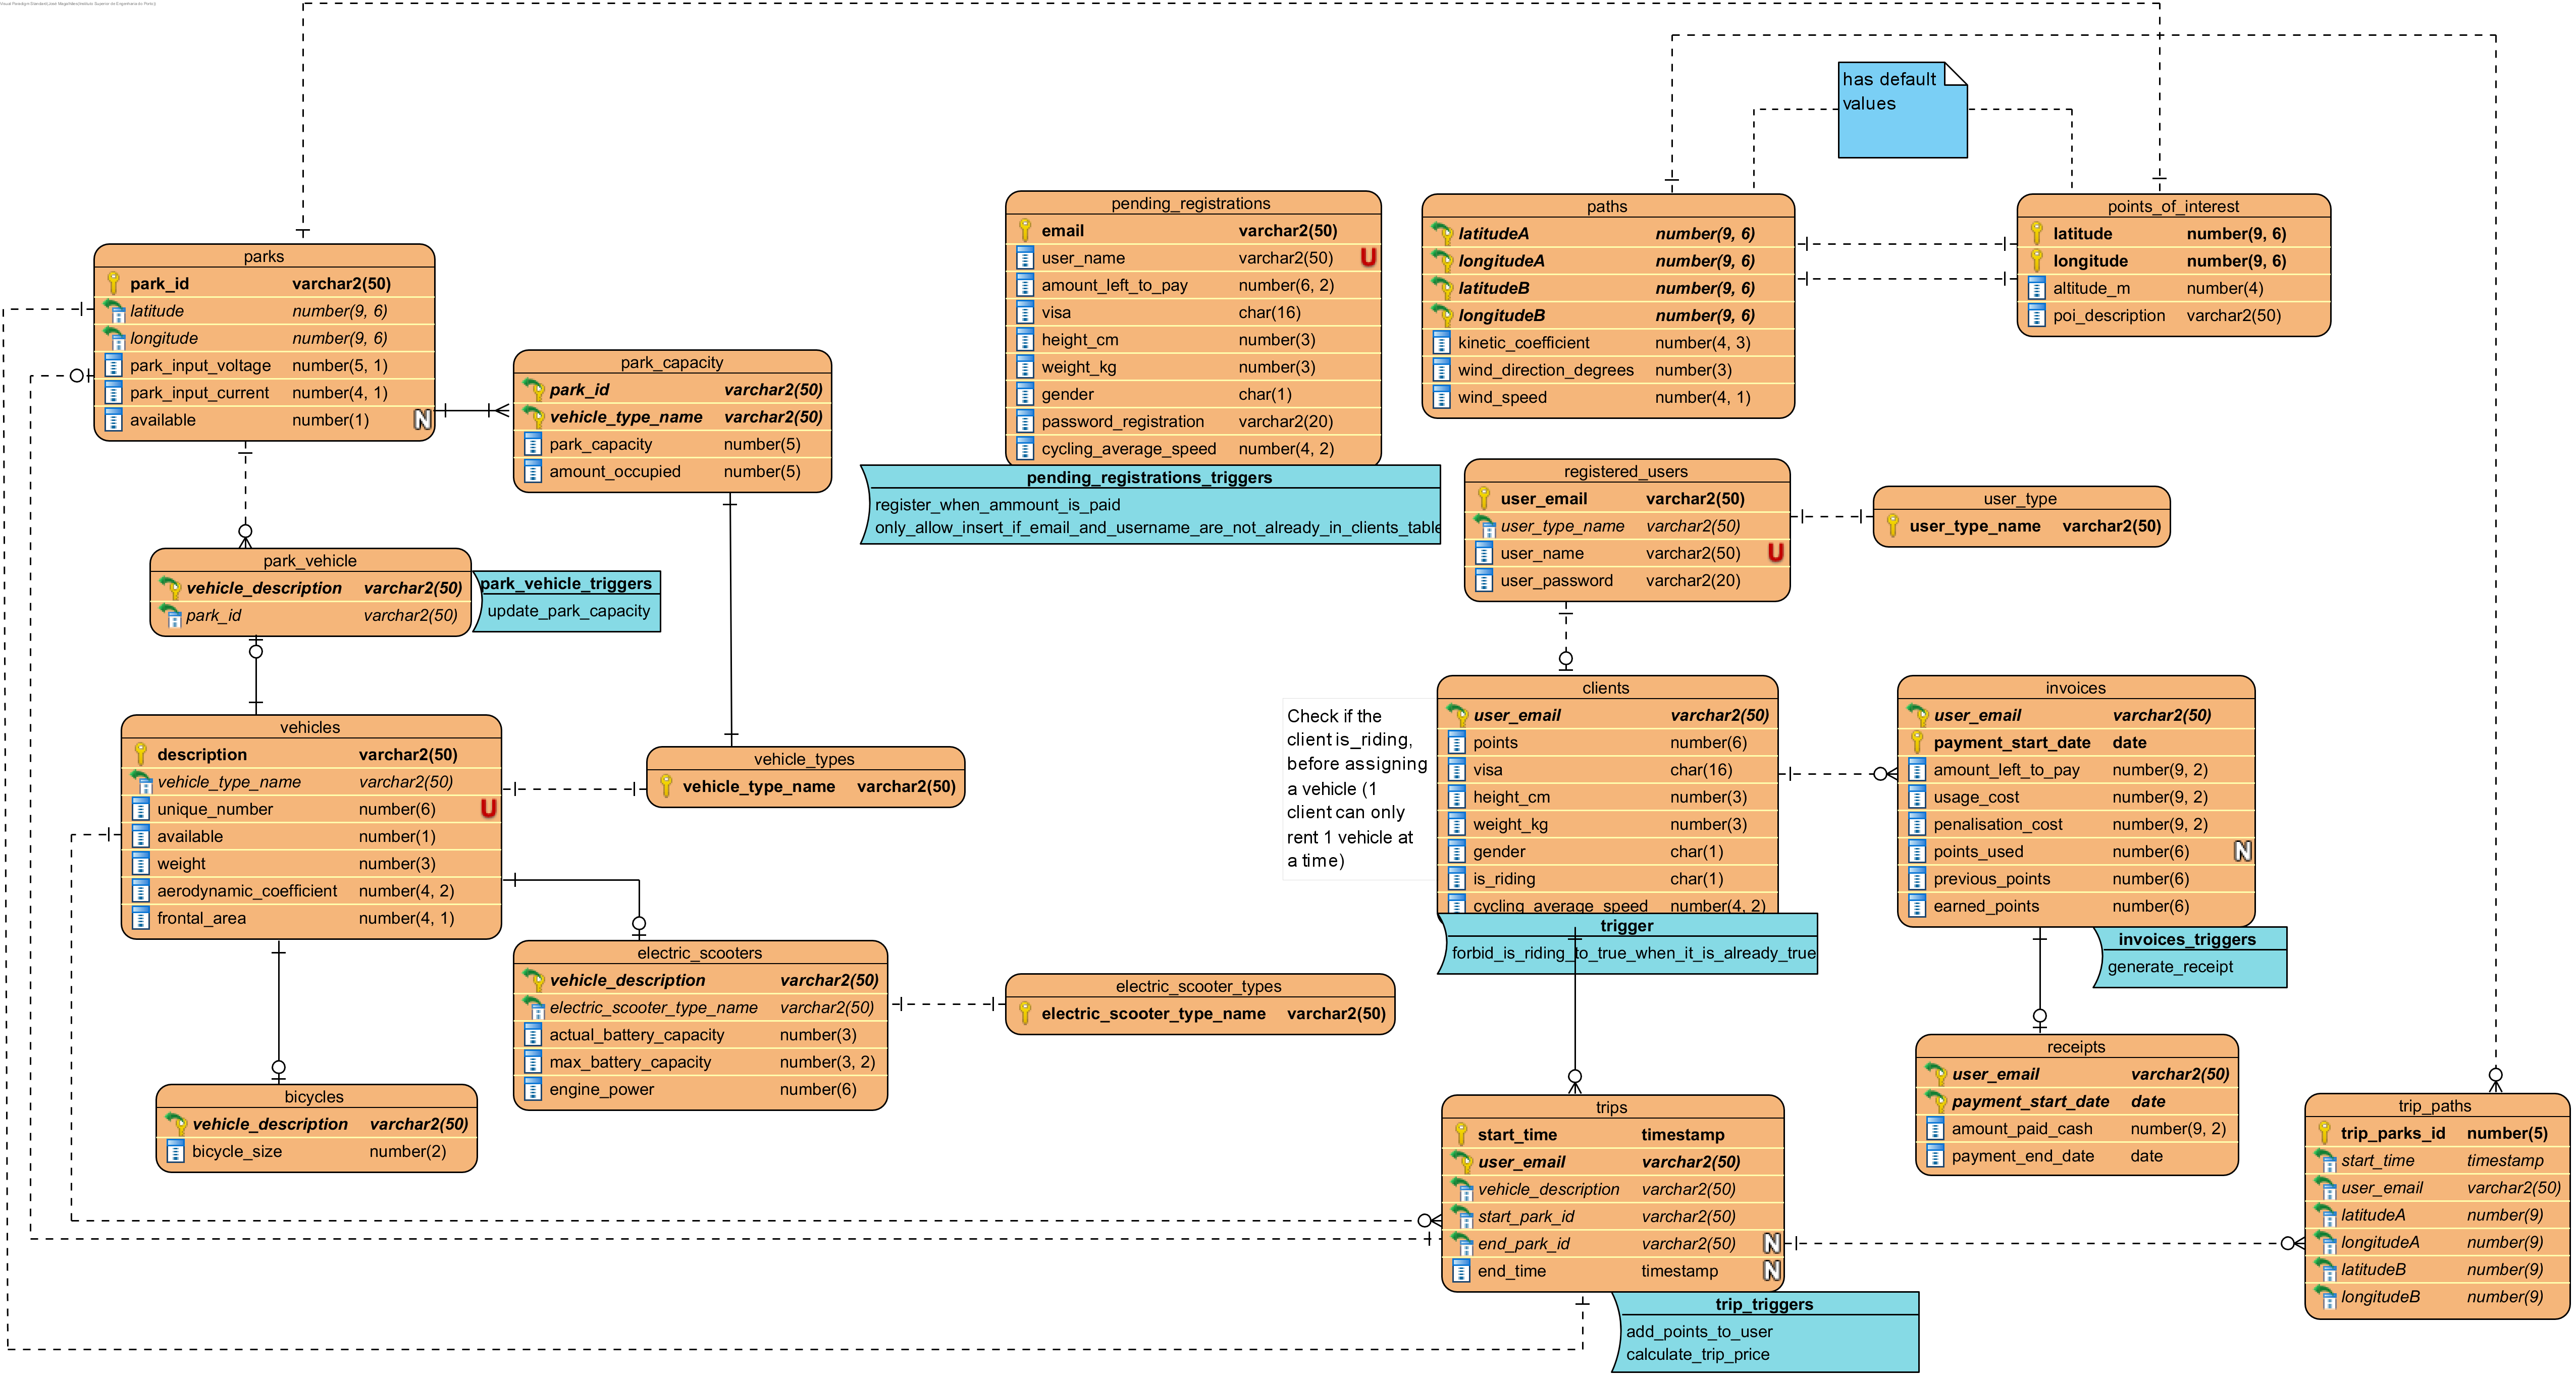 Visual Paradigm Standard(José Magalhães(Instituto Superior de Engenharia do Porto))
has default
values
pending_registrations
email varchar2(50)
user_name varchar2(50) U
amount_left_to_pay number(6, 2)
visa char(16)
height_cm number(3)
weight_kg number(3)
gender char(1)
password_registration varchar2(20)
cycling_average_speed number(4, 2)
pending_registrations_triggers
register_when_ammount_is_paid
only_allow_insert_if_email_and_username_are_not_already_in_clients_table
paths
latitudeA number(9, 6)
longitudeA number(9, 6)
latitudeB number(9, 6)
longitudeB number(9, 6)
kinetic_coefficient number(4, 3)
wind_direction_degrees number(3)
wind_speed number(4, 1)
points_of_interest
latitude number(9, 6)
longitude number(9, 6)
altitude_m number(4)
poi_description varchar2(50)
parks
park_id varchar2(50)
latitude number(9, 6)
longitude number(9, 6)
park_input_voltage number(5, 1)
park_input_current number(4, 1)
available number(1) N
park_capacity
park_id varchar2(50)
vehicle_type_name varchar2(50)
park_capacity number(5)
amount_occupied number(5)
registered_users
user_email varchar2(50)
user_type_name varchar2(50)
user_name varchar2(50) U
user_password varchar2(20)
user_type
user_type_name varchar2(50)
park_vehicle
vehicle_description varchar2(50)
park_id varchar2(50)
park_vehicle_triggers
update_park_capacity
vehicles
description varchar2(50)
vehicle_type_name varchar2(50)
unique_number number(6) U
available number(1)
weight number(3)
aerodynamic_coefficient number(4, 2)
frontal_area number(4, 1)
vehicle_types
vehicle_type_name varchar2(50)
Check if the
client is_riding,
before assigning
a vehicle (1
client can only
rent 1 vehicle at
a time)
clients
user_email varchar2(50)
points number(6)
visa char(16)
height_cm number(3)
weight_kg number(3)
gender char(1)
is_riding char(1)
cycling_average_speed number(4, 2)
trigger
forbid_is_riding_to_true_when_it_is_already_true
invoices
user_email varchar2(50)
payment_start_date date
amount_left_to_pay number(9, 2)
usage_cost number(9, 2)
penalisation_cost number(9, 2)
points_used number(6) N
previous_points number(6)
earned_points number(6)
invoices_triggers
generate_receipt
electric_scooters
vehicle_description varchar2(50)
electric_scooter_type_name varchar2(50)
actual_battery_capacity number(3)
max_battery_capacity number(3, 2)
engine_power number(6)
electric_scooter_types
electric_scooter_type_name varchar2(50)
bicycles
vehicle_description varchar2(50)
bicycle_size number(2)
receipts
user_email varchar2(50)
payment_start_date date
amount_paid_cash number(9, 2)
payment_end_date date
trips
start_time timestamp
user_email varchar2(50)
vehicle_description varchar2(50)
start_park_id varchar2(50)
end_park_id varchar2(50) N
end_time timestamp N
trip_triggers
add_points_to_user
calculate_trip_price
trip_paths
trip_parks_id number(5)
start_time timestamp
user_email varchar2(50)
latitudeA number(9)
longitudeA number(9)
latitudeB number(9)
longitudeB number(9)